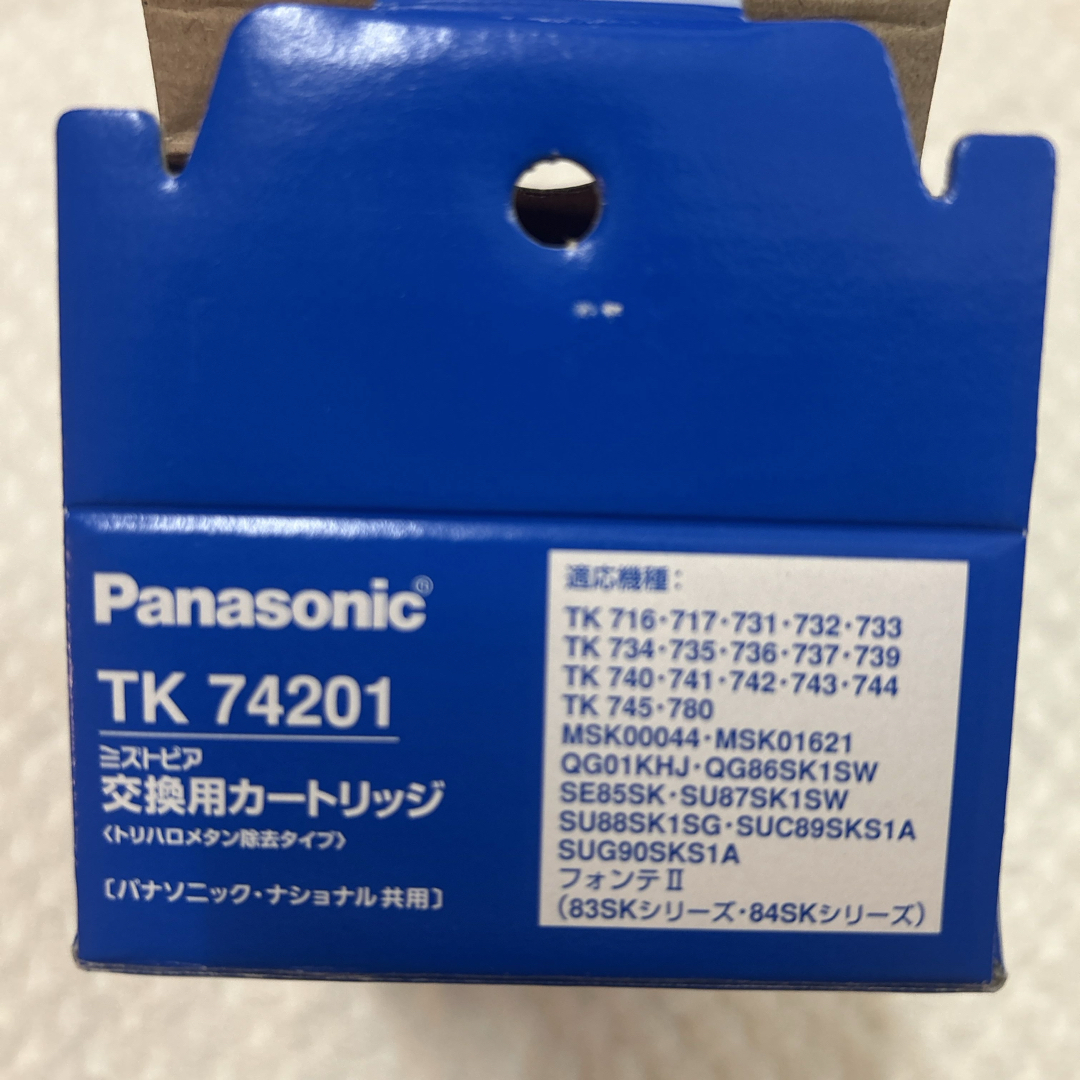 Panasonic®
TK 74201
ミズトピア
交換用カートリッジ
〈トリハロメタン除去タイプ〉
〔パナソニック・ナショナル共用〕
適応機種：
TK 716・717・731・732・733
TK 734・735・736・737・739
TK 740・741・742・743・744
TK 745・780
MSK00044・MSK01621
QG01KHJ・QG86SK1SW
SE85SK・SU87SK1SW
SU88SK1SG・SUC89SKS1A
SUG90SKS1A
フォンテⅡ
（83SKシリーズ・84SKシリーズ）